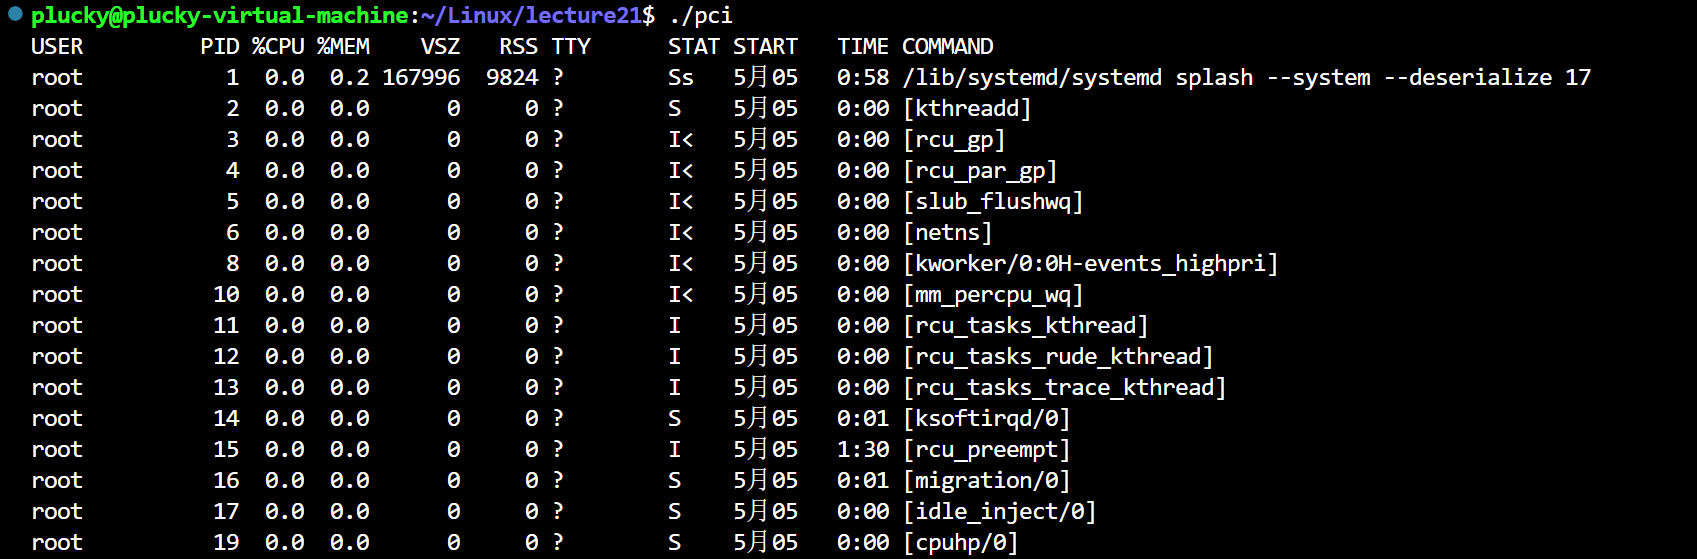 plucky@plucky-virtual-machine:~/Linux/lecture21$ ./pci
USER         PID %CPU %MEM    VSZ   RSS TTY      STAT START   TIME COMMAND
root           1  0.0  0.2 167996  9824 ?        Ss   5月05   0:58 /lib/systemd/systemd splash --system --deserialize 17
root           2  0.0  0.0      0     0 ?        S    5月05   0:00 [kthreadd]
root           3  0.0  0.0      0     0 ?        I<   5月05   0:00 [rcu_gp]
root           4  0.0  0.0      0     0 ?        I<   5月05   0:00 [rcu_par_gp]
root           5  0.0  0.0      0     0 ?        I<   5月05   0:00 [slub_flushwq]
root           6  0.0  0.0      0     0 ?        I<   5月05   0:00 [netns]
root           8  0.0  0.0      0     0 ?        I<   5月05   0:00 [kworker/0:0H-events_highpri]
root          10  0.0  0.0      0     0 ?        I<   5月05   0:00 [mm_percpu_wq]
root          11  0.0  0.0      0     0 ?        I    5月05   0:00 [rcu_tasks_kthread]
root          12  0.0  0.0      0     0 ?        I    5月05   0:00 [rcu_tasks_rude_kthread]
root          13  0.0  0.0      0     0 ?        I    5月05   0:00 [rcu_tasks_trace_kthread]
root          14  0.0  0.0      0     0 ?        S    5月05   0:01 [ksoftirqd/0]
root          15  0.0  0.0      0     0 ?        I    5月05   1:30 [rcu_preempt]
root          16  0.0  0.0      0     0 ?        S    5月05   0:01 [migration/0]
root          17  0.0  0.0      0     0 ?        S    5月05   0:00 [idle_inject/0]
root          19  0.0  0.0      0     0 ?        S    5月05   0:00 [cpuhp/0]